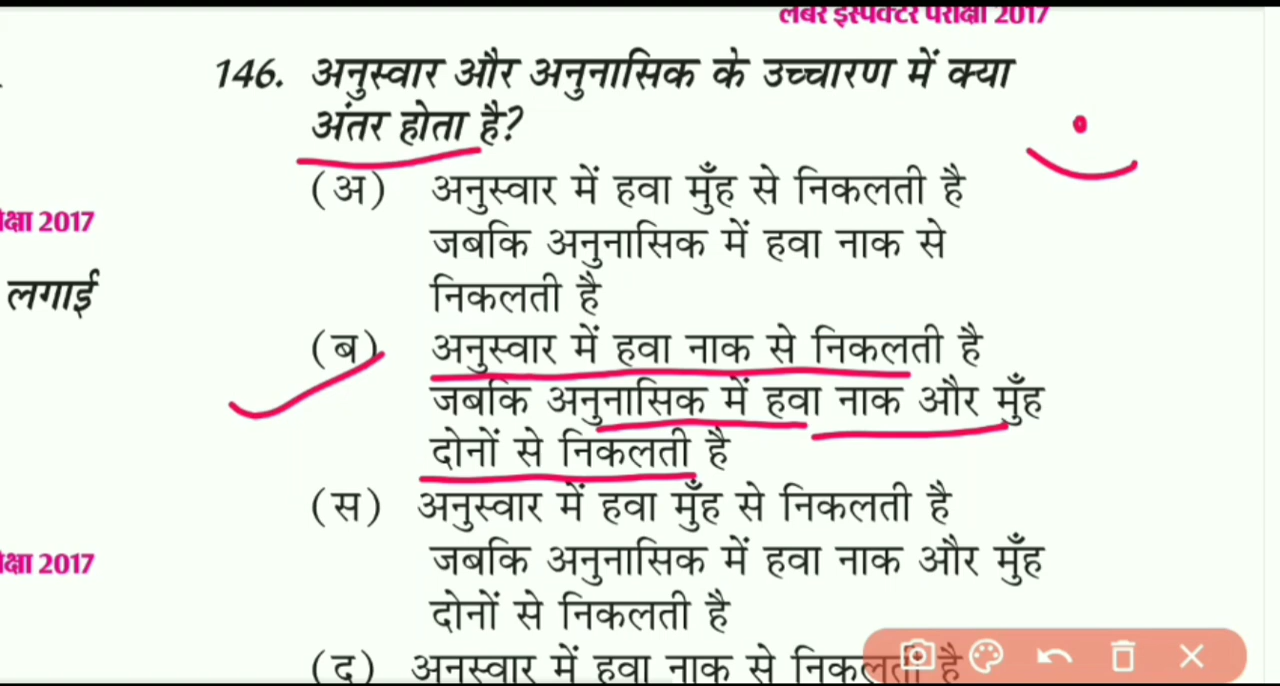 लेबर इंस्पेक्टर परीक्षा 2017
146. अनुस्वार और अनुनासिक के उच्चारण में क्या
अंतर होता है?
(अ) अनुस्वार में हवा मुँह से निकलती है
जबकि अनुनासिक में हवा नाक से
निकलती है
(ब) अनुस्वार में हवा नाक से निकलती है
जबकि अनुनासिक में हवा नाक और मुँह
दोनों से निकलती है
(स) अनुस्वार में हवा मुँह से निकलती है
जबकि अनुनासिक में हवा नाक और मुँह
दोनों से निकलती है
(द) अनुस्वार में हवा नाक से निकलती है
2017
लगाई
2017